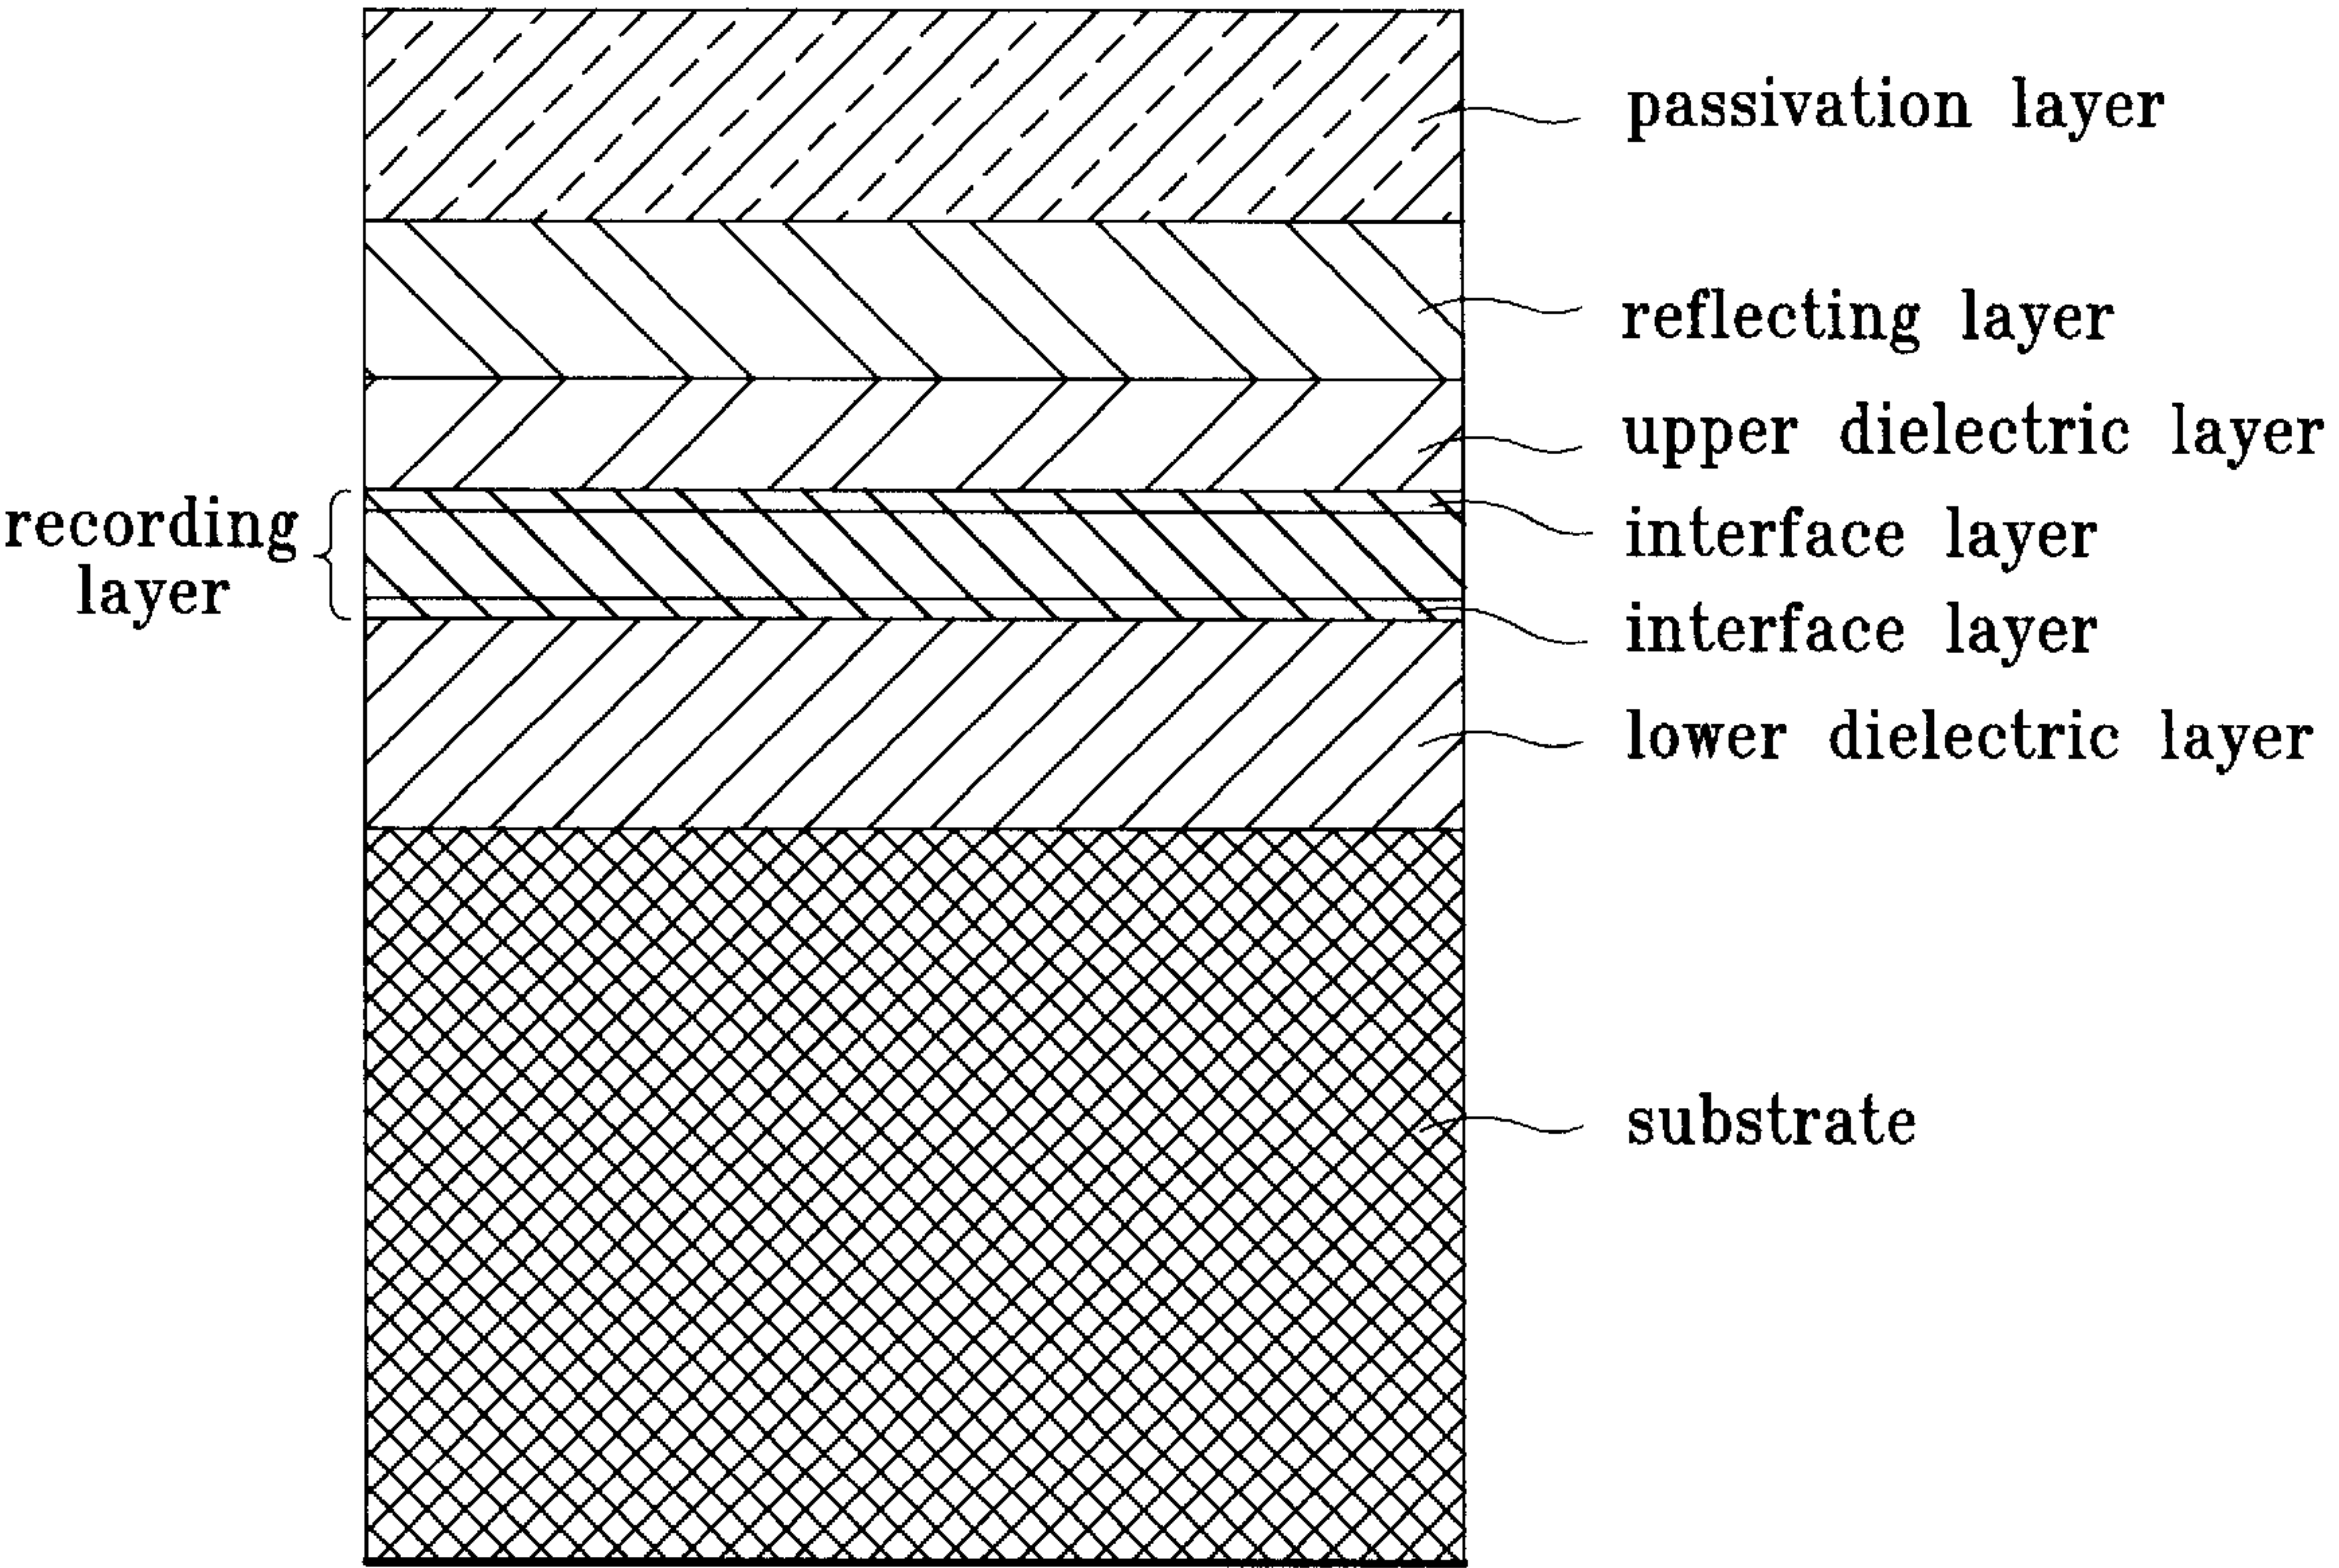 passivation layer
reflecting layer
upper dielectric layer
recording
layer
interface layer
interface layer
lower dielectric layer
substrate